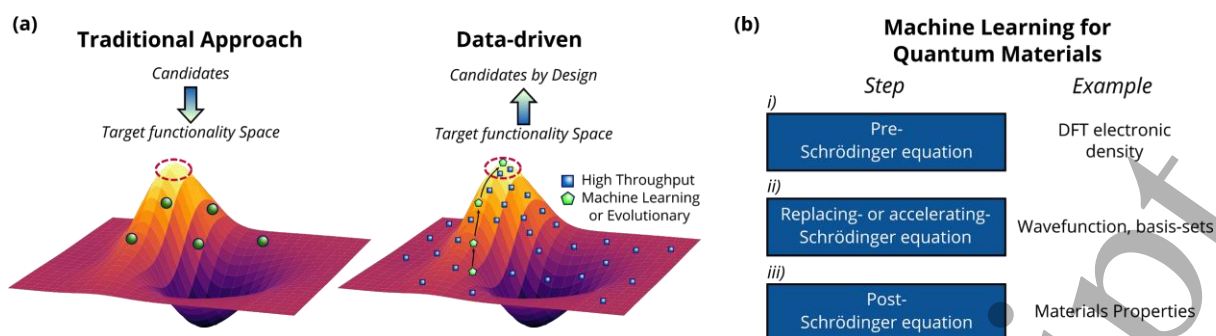 (a)
Traditional Approach
Candidates
Target functionality Space
Data-driven
Candidates by Design
Target functionality Space
High Throughput
Machine Learning
or Evolutionary
(b)
Machine Learning for
Quantum Materials
Step
Example
i)
Pre-
Schrödinger equation
DFT electronic
density
ii)
Replacing- or accelerating-
Schrödinger equation
Wavefunction, basis-sets
iii)
Post-
Schrödinger equation
Materials Properties